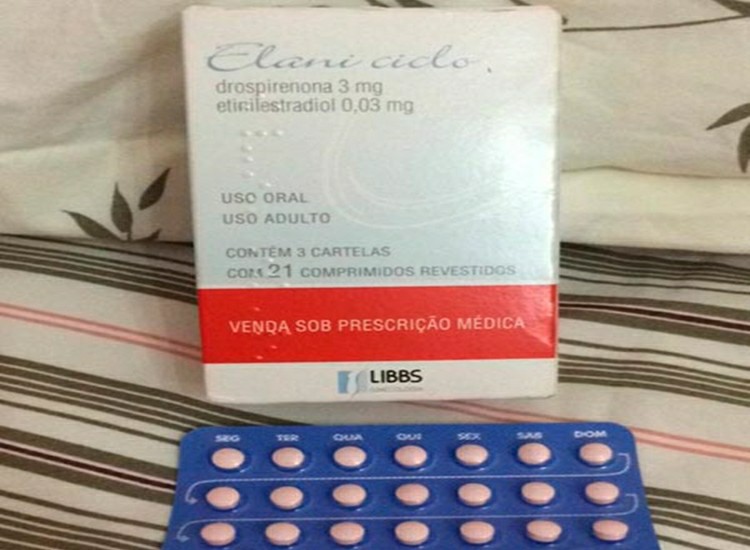 Elani ciclo
drospirenona 3 mg
etinilestradiol 0,03 mg
USO ORAL
USO ADULTO
CONTÉM 3 CARTELAS
COM 21 COMPRIMIDOS REVESTIDOS
VENDA SOB PRESCRIÇÃO MÉDICA
LIBBS
SEG TER QUA QUI SEX SAB DOM